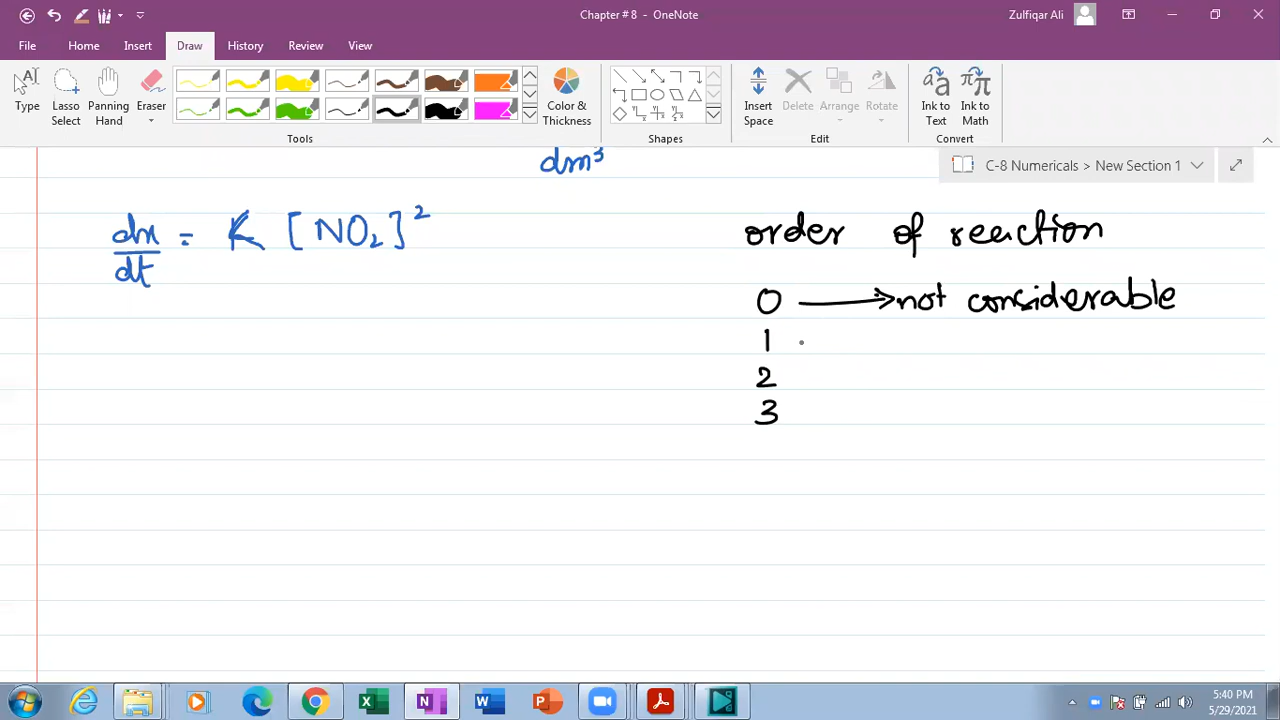 Chapter # 8 - OneNote
Zulfiqar Ali
File Home Insert Draw History Review View
Type
Lasso Select
Panning Hand
Eraser
Color & Thickness
Insert Space
Delete
Arrange
Rotate
Ink to Text
Ink to Math
Tools
Shapes
Edit
Convert
C-8 Numericals > New Section 1
dm³
dx/dt = K [NO₂]²
order of reaction
0 ⟶ not considerable
1
2
3
5:40 PM
5/29/2021